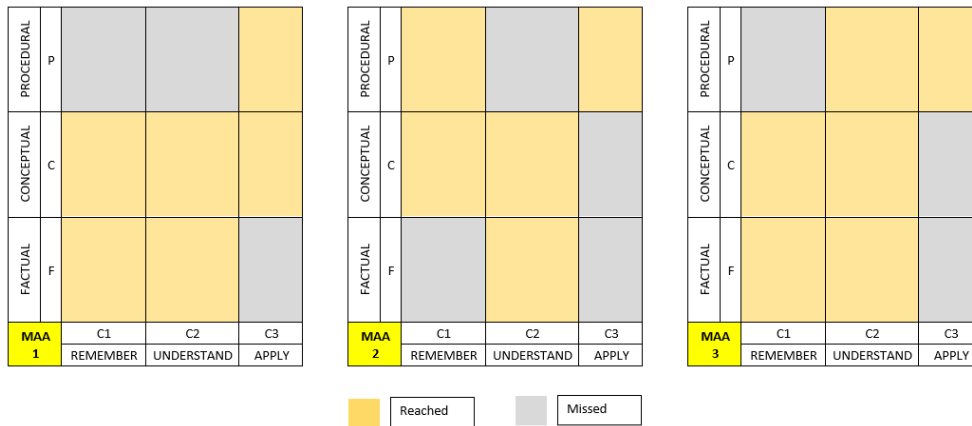 PROCEDURAL
P
CONCEPTUAL
C
FACTUAL
F
MAA
1
C1
C2
C3
REMEMBER
UNDERSTAND
APPLY
PROCEDURAL
P
CONCEPTUAL
C
FACTUAL
F
MAA
2
C1
C2
C3
REMEMBER
UNDERSTAND
APPLY
PROCEDURAL
P
CONCEPTUAL
C
FACTUAL
F
MAA
3
C1
C2
C3
REMEMBER
UNDERSTAND
APPLY
Reached
Missed